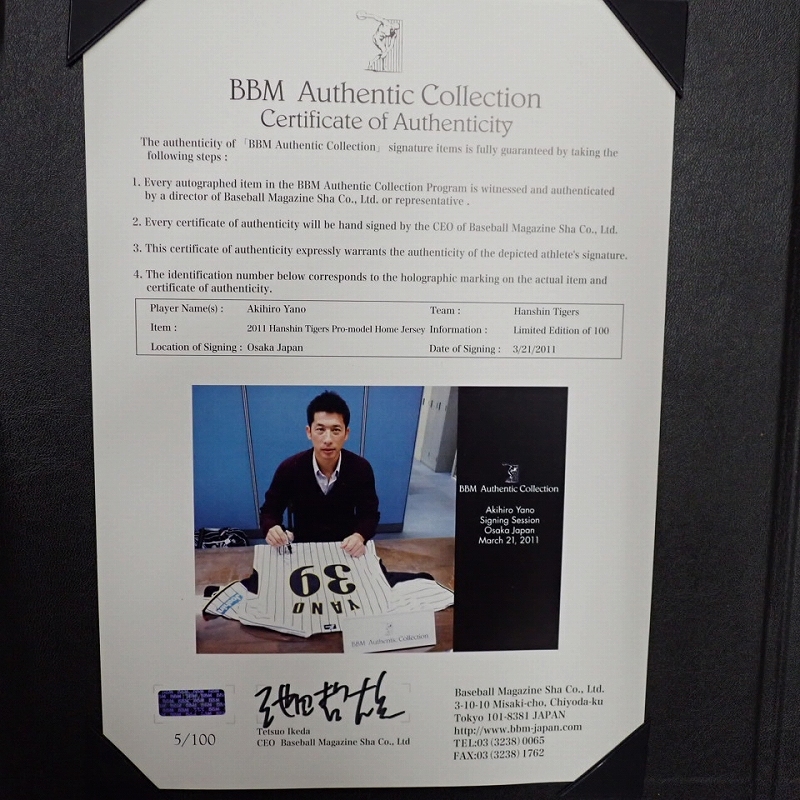 BBM Authentic Collection
Certificate of Authenticity
The authenticity of 「BBM Authentic Collection」 signature items is fully guaranteed by taking the
following steps :
1. Every autographed item in the BBM Authentic Collection Program is witnessed and authenticated
by a director of Baseball Magazine Sha Co., Ltd. or representative .
2. Every certificate of authenticity will be hand signed by the CEO of Baseball Magazine Sha Co., Ltd.
3. This certificate of authenticity expressly warrants the authenticity of the depicted athlete's signature.
4. The identification number below corresponds to the holographic marking on the actual item and
certificate of authenticity.
Player Name(s) : Akihiro Yano Team : Hanshin Tigers
Item : 2011 Hanshin Tigers Pro-model Home Jersey Information : Limited Edition of 100
Location of Signing : Osaka Japan Date of Signing : 3/21/2011
BBM Authentic Collection
Akihiro Yano
Signing Session
Osaka Japan
March 21, 2011
39
YANO
BBM Authentic Collection
池田哲雄
5/100
Tetsuo Ikeda
CEO Baseball Magazine Sha Co., Ltd
Baseball Magazine Sha Co., Ltd.
3-10-10 Misaki-cho, Chiyoda-ku
Tokyo 101-8381 JAPAN
http://www.bbm-japan.com
TEL:03(3238)0065
FAX:03(3238)1762